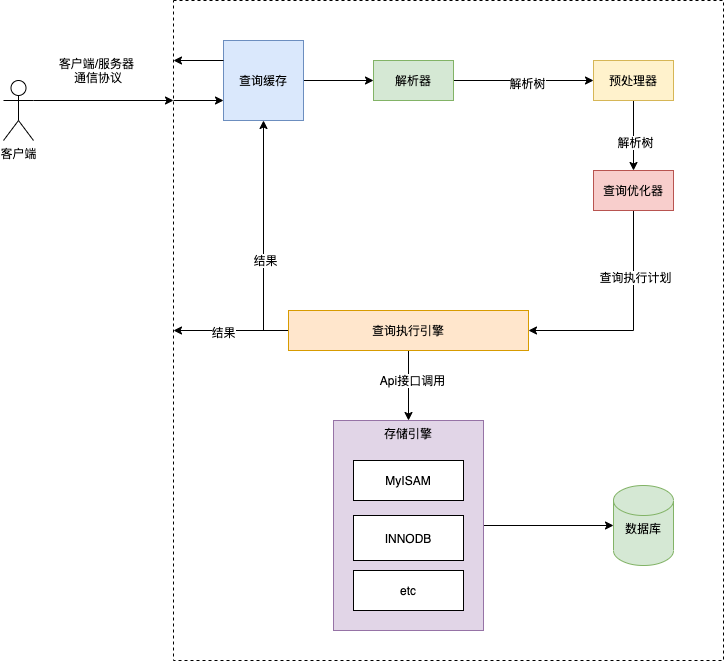 客户端/服务器
通信协议
客户端
查询缓存
解析器
解析树
预处理器
解析树
查询优化器
查询执行计划
结果
结果
查询执行引擎
Api接口调用
存储引擎
MyISAM
INNODB
etc
数据库